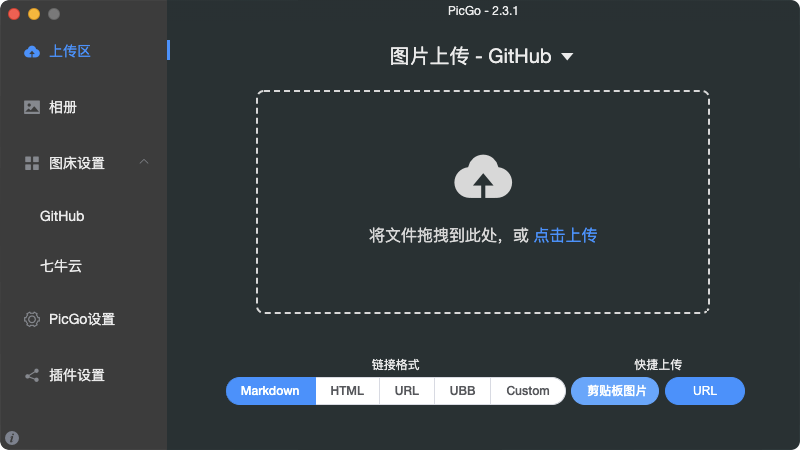 PicGo - 2.3.1
上传区
相册
图床设置
GitHub
七牛云
PicGo设置
插件设置
图片上传 - GitHub
将文件拖拽到此处，或 点击上传
链接格式
Markdown HTML URL UBB Custom
快捷上传
剪贴板图片 URL